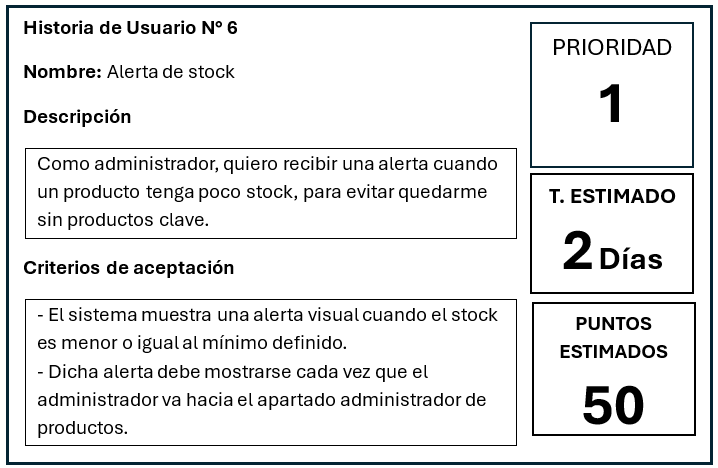 Historia de Usuario N° 6
Nombre: Alerta de stock
Descripción
Como administrador, quiero recibir una alerta cuando
un producto tenga poco stock, para evitar quedarme
sin productos clave.
Criterios de aceptación
- El sistema muestra una alerta visual cuando el stock
es menor o igual al mínimo definido.
- Dicha alerta debe mostrarse cada vez que el
administrador va hacia el apartado administrador de
productos.
PRIORIDAD
1
T. ESTIMADO
2 Días
PUNTOS
ESTIMADOS
50